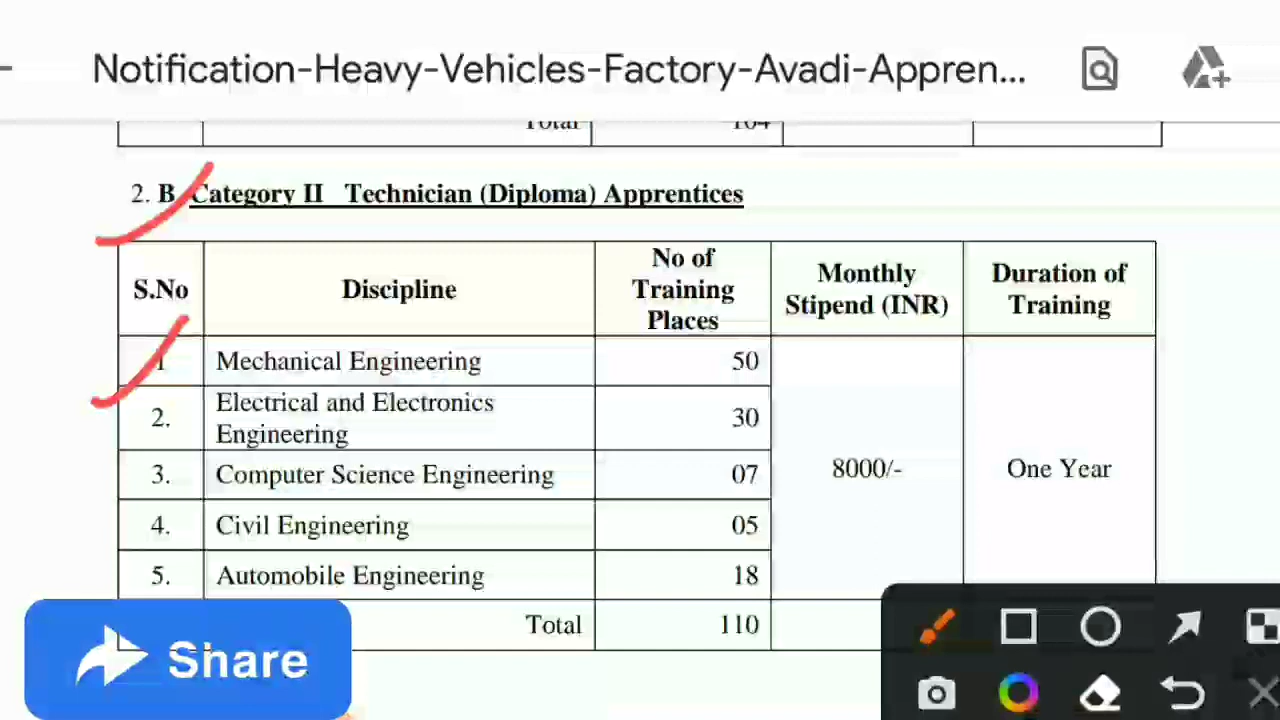 Notification-Heavy-Vehicles-Factory-Avadi-Appren...
Total 104
2. B Category II Technician (Diploma) Apprentices
S.No Discipline No of Training Places Monthly Stipend (INR) Duration of Training
1 Mechanical Engineering 50
2. Electrical and Electronics Engineering 30
3. Computer Science Engineering 07
8000/- One Year
4. Civil Engineering 05
5. Automobile Engineering 18
Total 110
Share